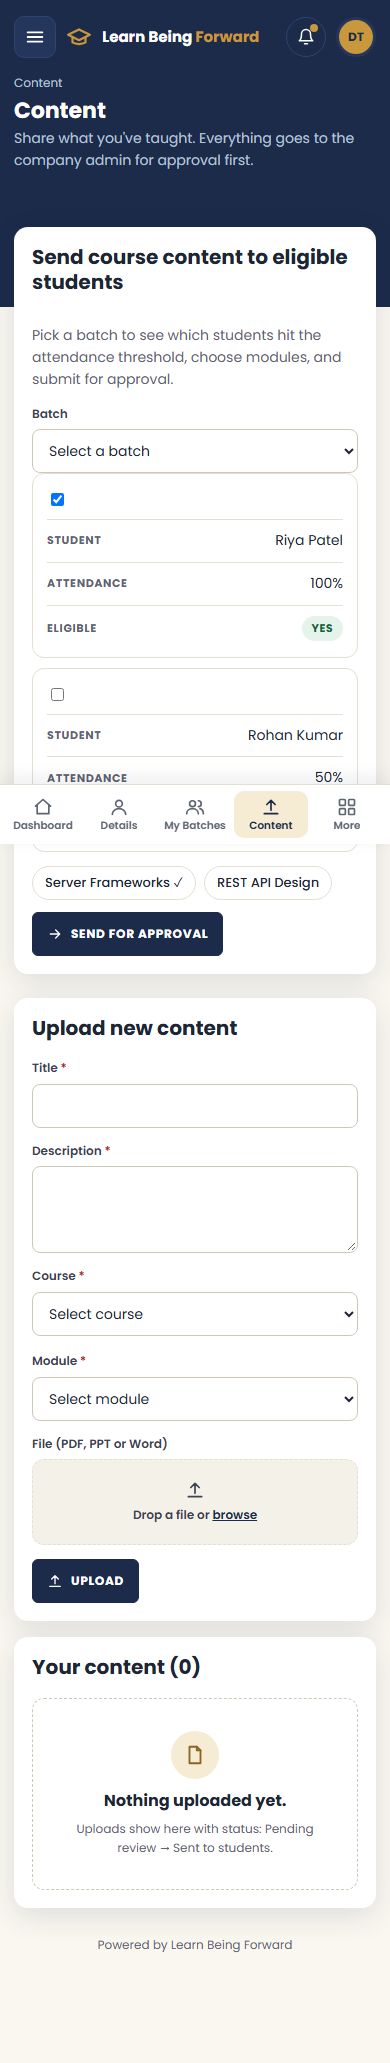 Learn Being Forward
DT
Content
Content
Share what you've taught. Everything goes to the
company admin for approval first.
Send course content to eligible
students
Pick a batch to see which students hit the
attendance threshold, choose modules, and
submit for approval.
Batch
Select a batch
STUDENT Riya Patel
ATTENDANCE 100%
ELIGIBLE YES
STUDENT Rohan Kumar
ATTENDANCE 50%
Dashboard Details My Batches Content More
Server Frameworks ✓ REST API Design
SEND FOR APPROVAL
Upload new content
Title *
Description *
Course *
Select course
Module *
Select module
File (PDF, PPT or Word)
Drop a file or browse
UPLOAD
Your content (0)
Nothing uploaded yet.
Uploads show here with status: Pending
review → Sent to students.
Powered by Learn Being Forward